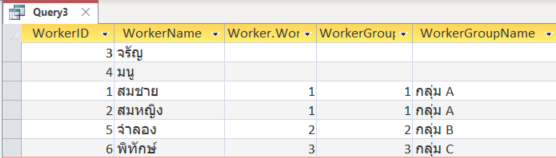 Query3
WorkerID WorkerName Worker.Wor WorkerGroup WorkerGroupName
3 จรัญ
4 มนู
1 สมชาย 1 1 กลุ่ม A
2 สมหญิง 1 1 กลุ่ม A
5 จำลอง 2 2 กลุ่ม B
6 พิทักษ์ 3 3 กลุ่ม C